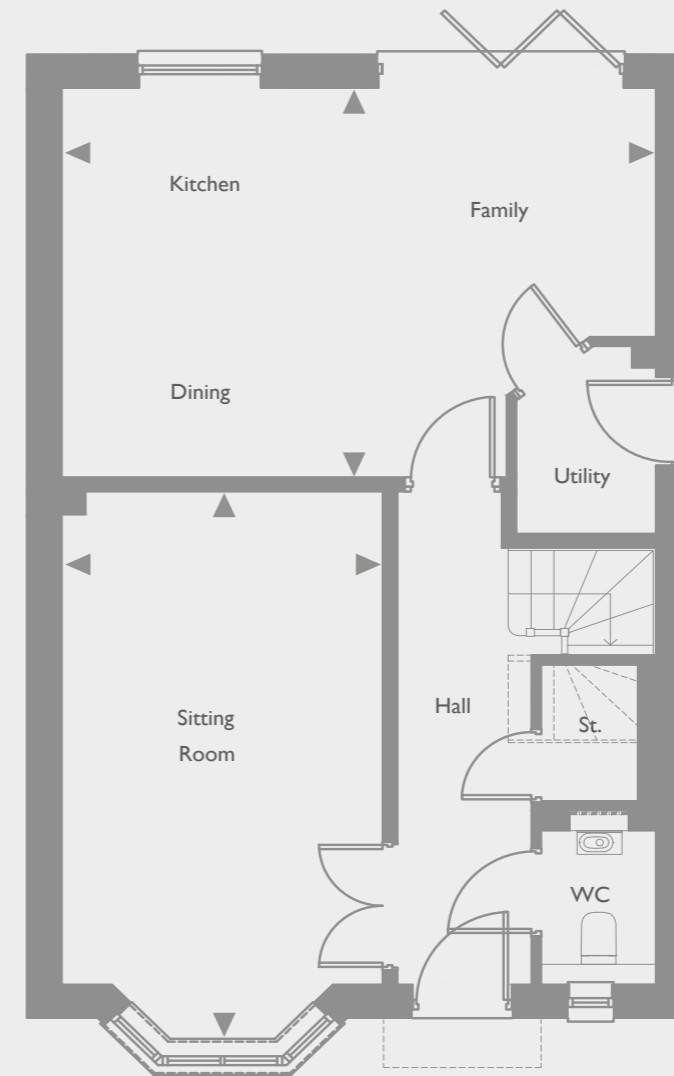 Kitchen
Family
Dining
Utility
Sitting
Room
Hall
St.
WC